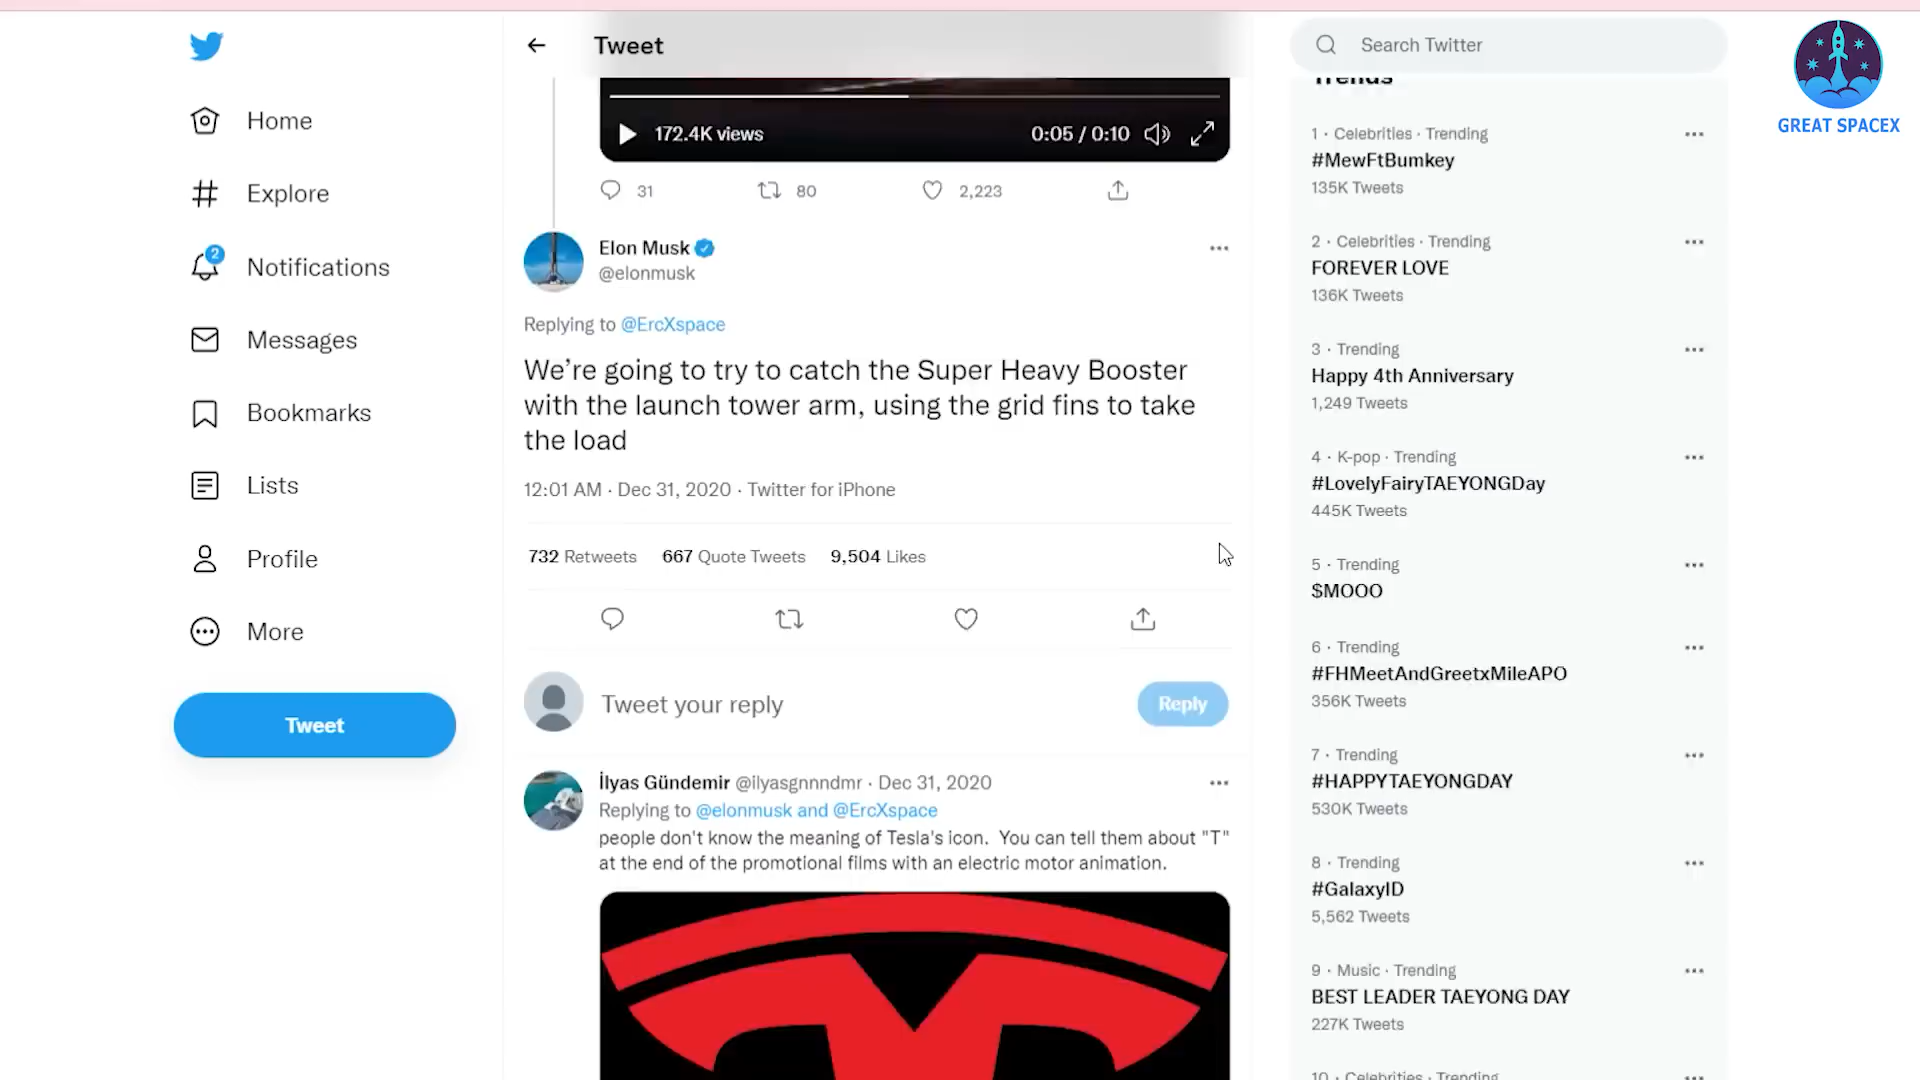 Home
Explore
2
Notifications
Messages
Bookmarks
Lists
Profile
More
Tweet
Tweet
172.4K views
0:05 / 0:10
31
80
2,223
Elon Musk
@elonmusk
Replying to @ErcXspace
We’re going to try to catch the Super Heavy Booster
with the launch tower arm, using the grid fins to take
the load
12:01 AM · Dec 31, 2020 · Twitter for iPhone
732 Retweets 667 Quote Tweets 9,504 Likes
Tweet your reply
Reply
İlyas Gündemir @ilyasgnnndmr · Dec 31, 2020
Replying to @elonmusk and @ErcXspace
people don't know the meaning of Tesla's icon. You can tell them about "T"
at the end of the promotional films with an electric motor animation.
Search Twitter
Trends
1 · Celebrities · Trending
#MewFtBumkey
135K Tweets
2 · Celebrities · Trending
FOREVER LOVE
136K Tweets
3 · Trending
Happy 4th Anniversary
1,249 Tweets
4 · K-pop · Trending
#LovelyFairyTAEYONGDay
445K Tweets
5 · Trending
$MOOO
6 · Trending
#FHMeetAndGreetxMileAPO
356K Tweets
7 · Trending
#HAPPYTAEYONGDAY
530K Tweets
8 · Trending
#GalaxyID
5,562 Tweets
9 · Music · Trending
BEST LEADER TAEYONG DAY
227K Tweets
10 · Celebrities · Trending
GREAT SPACEX